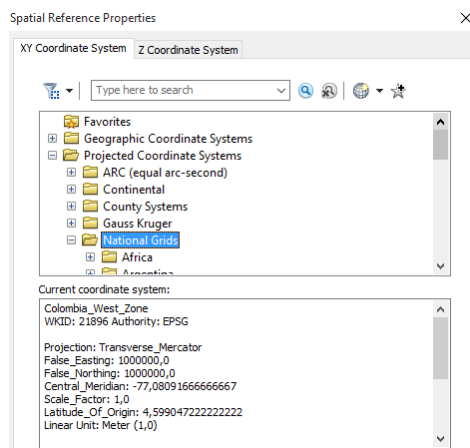 Spatial Reference Properties
XY Coordinate System Z Coordinate System
Type here to search
Favorites
Geographic Coordinate Systems
Projected Coordinate Systems
ARC (equal arc-second)
Continental
County Systems
Gauss Kruger
National Grids
Africa
Argentina
Current coordinate system:
Colombia_West_Zone
WKID: 21896 Authority: EPSG
Projection: Transverse_Mercator
False_Easting: 1000000,0
False_Northing: 1000000,0
Central_Meridian: -77,08091666666667
Scale_Factor: 1,0
Latitude_Of_Origin: 4,599047222222222
Linear Unit: Meter (1,0)